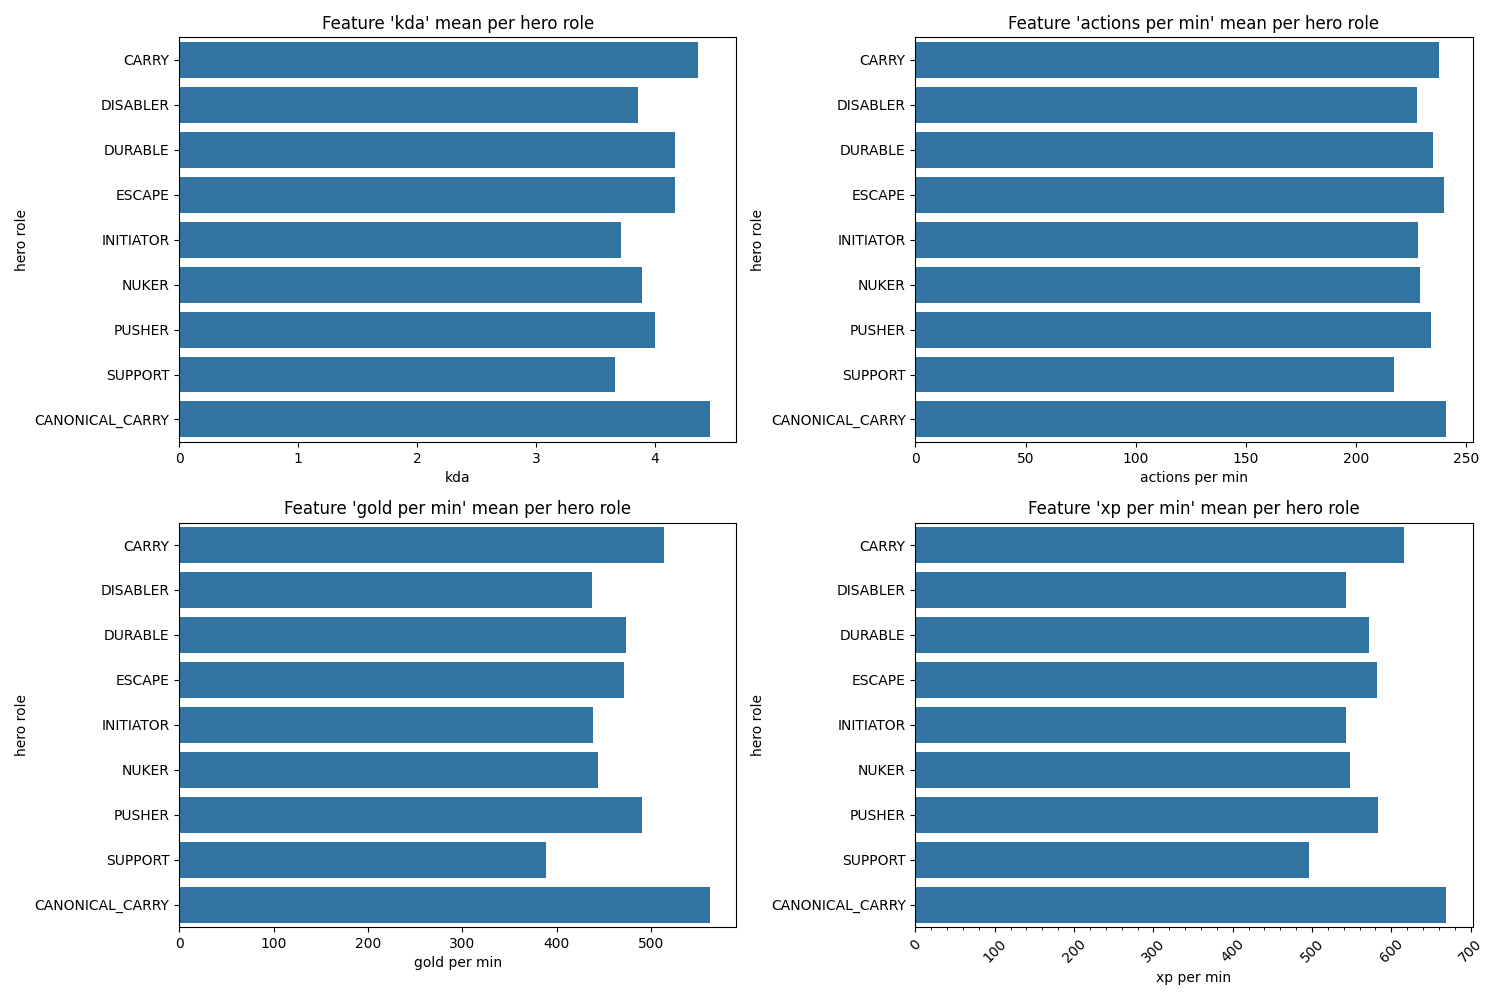 Feature 'kda' mean per hero role
hero role
CARRY
DISABLER
DURABLE
ESCAPE
INITIATOR
NUKER
PUSHER
SUPPORT
CANONICAL_CARRY
0 1 2 3 4
kda
Feature 'actions per min' mean per hero role
hero role
CARRY
DISABLER
DURABLE
ESCAPE
INITIATOR
NUKER
PUSHER
SUPPORT
CANONICAL_CARRY
0 50 100 150 200 250
actions per min
Feature 'gold per min' mean per hero role
hero role
CARRY
DISABLER
DURABLE
ESCAPE
INITIATOR
NUKER
PUSHER
SUPPORT
CANONICAL_CARRY
0 100 200 300 400 500
gold per min
Feature 'xp per min' mean per hero role
hero role
CARRY
DISABLER
DURABLE
ESCAPE
INITIATOR
NUKER
PUSHER
SUPPORT
CANONICAL_CARRY
0 100 200 300 400 500 600 700
xp per min